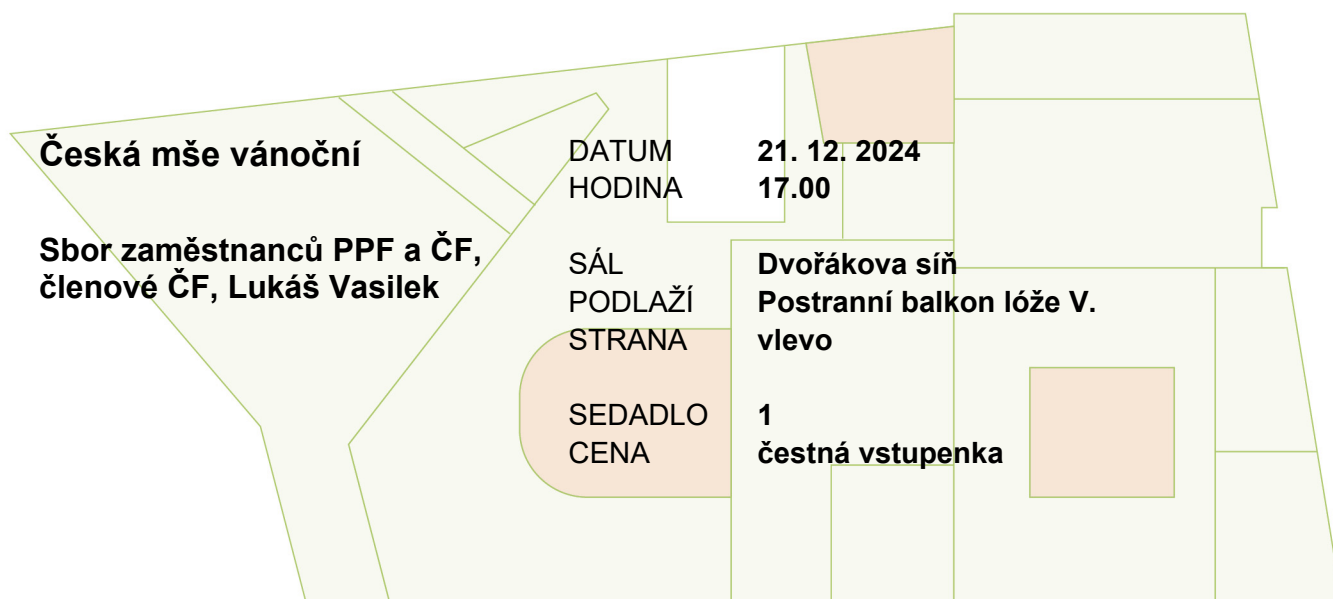 Česká mše vánoční
Sbor zaměstnanců PPF a ČF,
členové ČF, Lukáš Vasilek
DATUM 21. 12. 2024
HODINA 17.00
SÁL Dvořákova síň
PODLAŽÍ Postranní balkon lóže V.
STRANA vlevo
SEDADLO 1
CENA čestná vstupenka